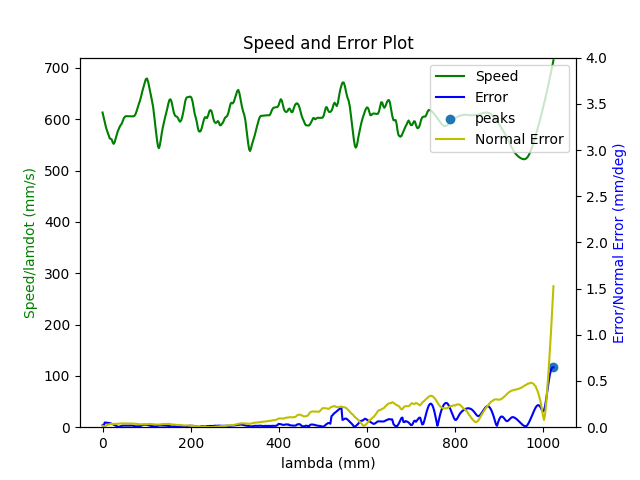 Speed and Error Plot
700
600
500
400
300
200
100
0
Speed/lamdot (mm/s)
4.0
3.5
3.0
2.5
2.0
1.5
1.0
0.5
0.0
Error/Normal Error (mm/deg)
Speed
Error
peaks
Normal Error
0 200 400 600 800 1000
lambda (mm)